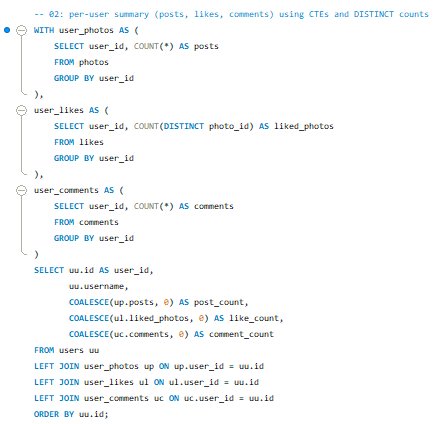 -- 02: per-user summary (posts, likes, comments) using CTEs and DISTINCT counts
WITH user_photos AS (
    SELECT user_id, COUNT(*) AS posts
    FROM photos
    GROUP BY user_id
),
user_likes AS (
    SELECT user_id, COUNT(DISTINCT photo_id) AS liked_photos
    FROM likes
    GROUP BY user_id
),
user_comments AS (
    SELECT user_id, COUNT(*) AS comments
    FROM comments
    GROUP BY user_id
)
SELECT uu.id AS user_id,
       uu.username,
       COALESCE(up.posts, 0) AS post_count,
       COALESCE(ul.liked_photos, 0) AS like_count,
       COALESCE(uc.comments, 0) AS comment_count
FROM users uu
LEFT JOIN user_photos up ON up.user_id = uu.id
LEFT JOIN user_likes ul ON ul.user_id = uu.id
LEFT JOIN user_comments uc ON uc.user_id = uu.id
ORDER BY uu.id;